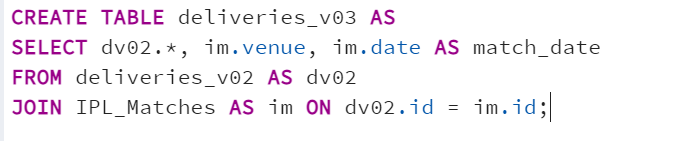 CREATE TABLE deliveries_v03 AS
SELECT dv02.*, im.venue, im.date AS match_date
FROM deliveries_v02 AS dv02
JOIN IPL_Matches AS im ON dv02.id = im.id;